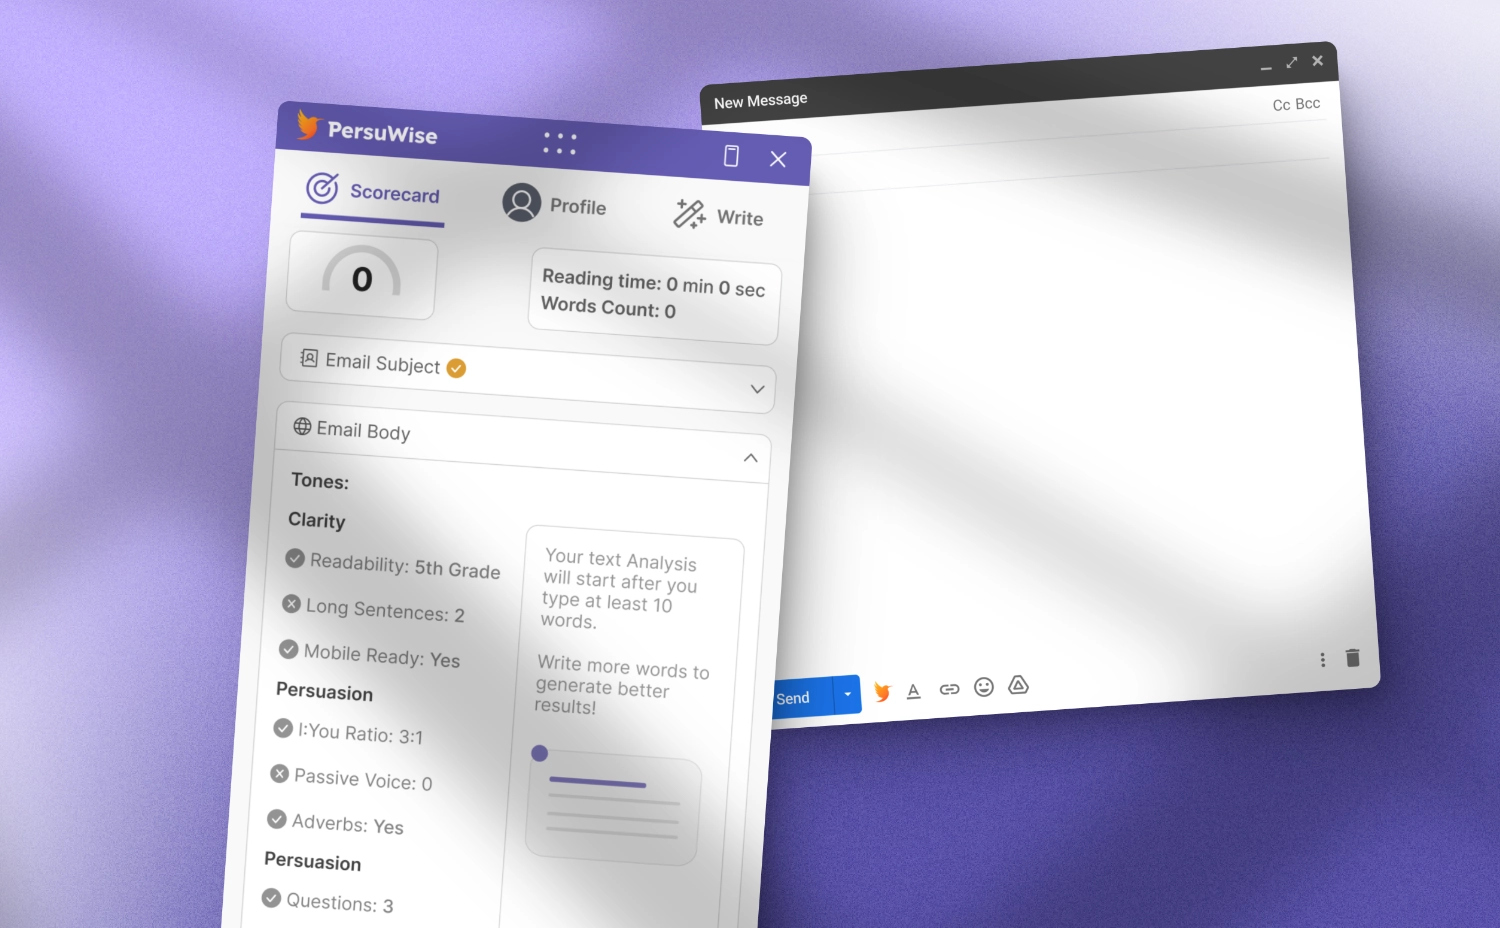 New Message
Cc Bcc
PersuWise
Scorecard
Profile
Write
0
Reading time: 0 min 0 sec
Words Count: 0
Email Subject
Email Body
Tones:
Clarity
Readability: 5th Grade
Long Sentences: 2
Mobile Ready: Yes
Persuasion
I:You Ratio: 3:1
Passive Voice: 0
Adverbs: Yes
Persuasion
Questions: 3
Your text Analysis
will start after you
type at least 10
words.
Write more words to
generate better
results!
Send